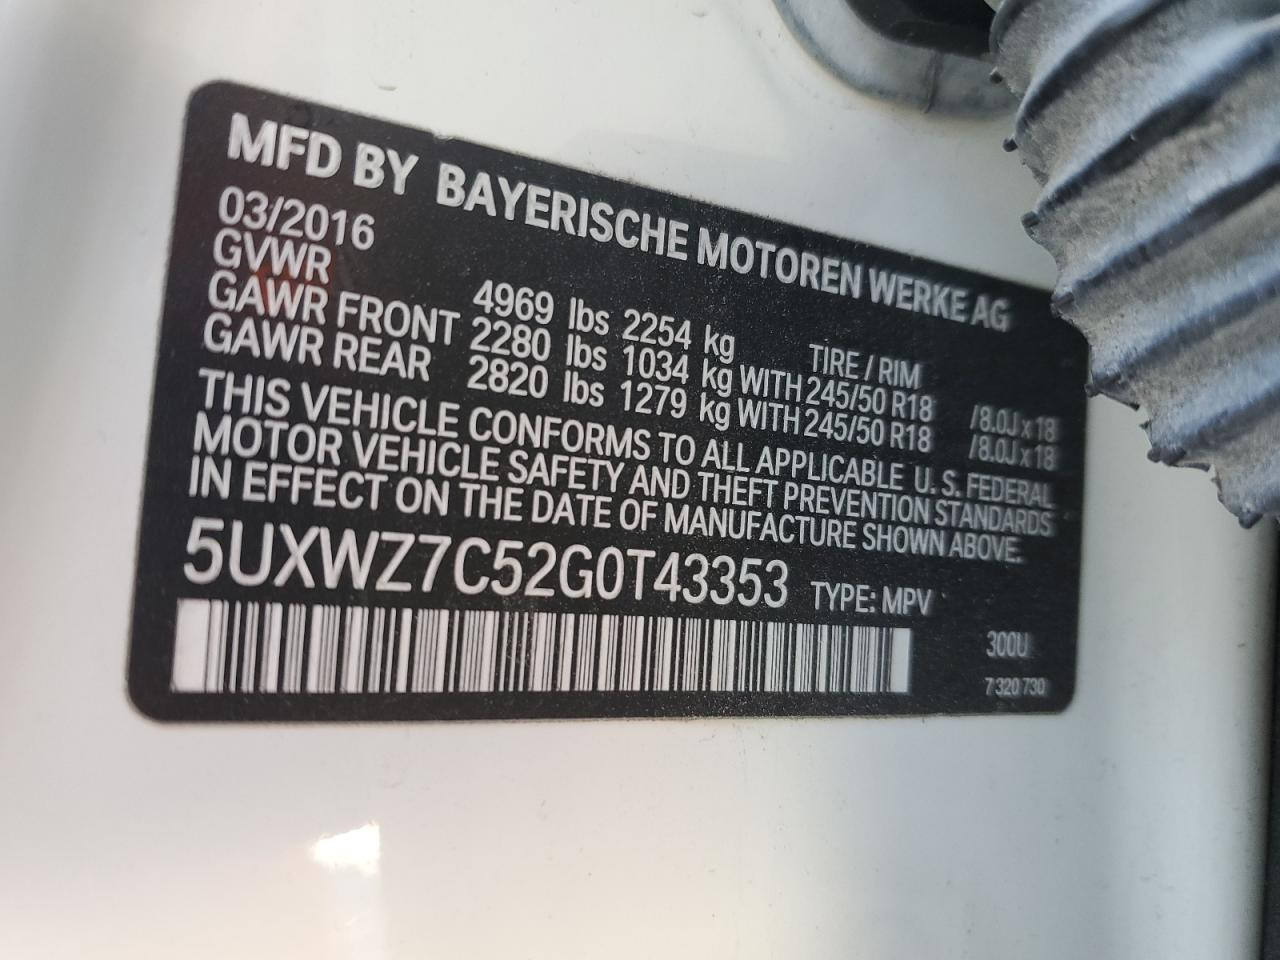 MFD BY BAYERISCHE MOTOREN WERKE AG
03/2016
GVWR 4969 lbs 2254 kg TIRE / RIM
GAWR FRONT 2280 lbs 1034 kg WITH 245/50 R18 /8.0J x 18
GAWR REAR 2820 lbs 1279 kg WITH 245/50 R18 /8.0J x 18
THIS VEHICLE CONFORMS TO ALL APPLICABLE U. S. FEDERAL
MOTOR VEHICLE SAFETY AND THEFT PREVENTION STANDARDS
IN EFFECT ON THE DATE OF MANUFACTURE SHOWN ABOVE.
5UXWZ7C52G0T43353 TYPE: MPV
300U
7 320 730